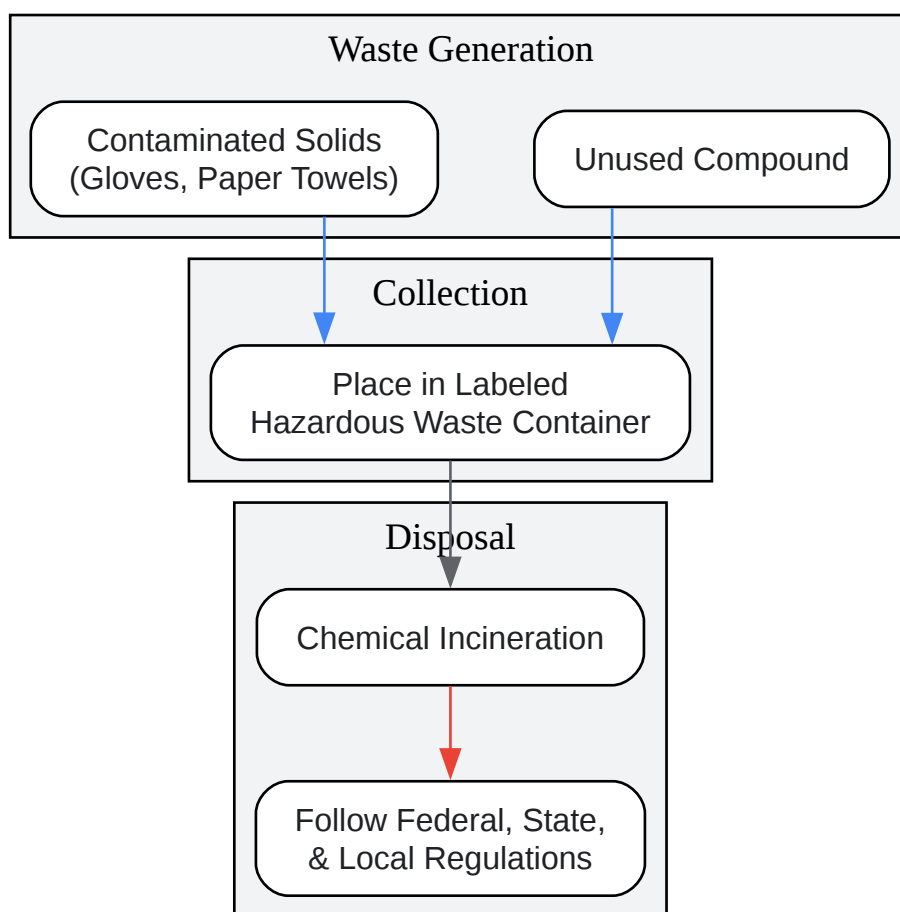 Waste Generation
Contaminated Solids
(Gloves, Paper Towels)
Unused Compound
Collection
Place in Labeled
Hazardous Waste Container
Disposal
Chemical Incineration
Follow Federal, State,
& Local Regulations